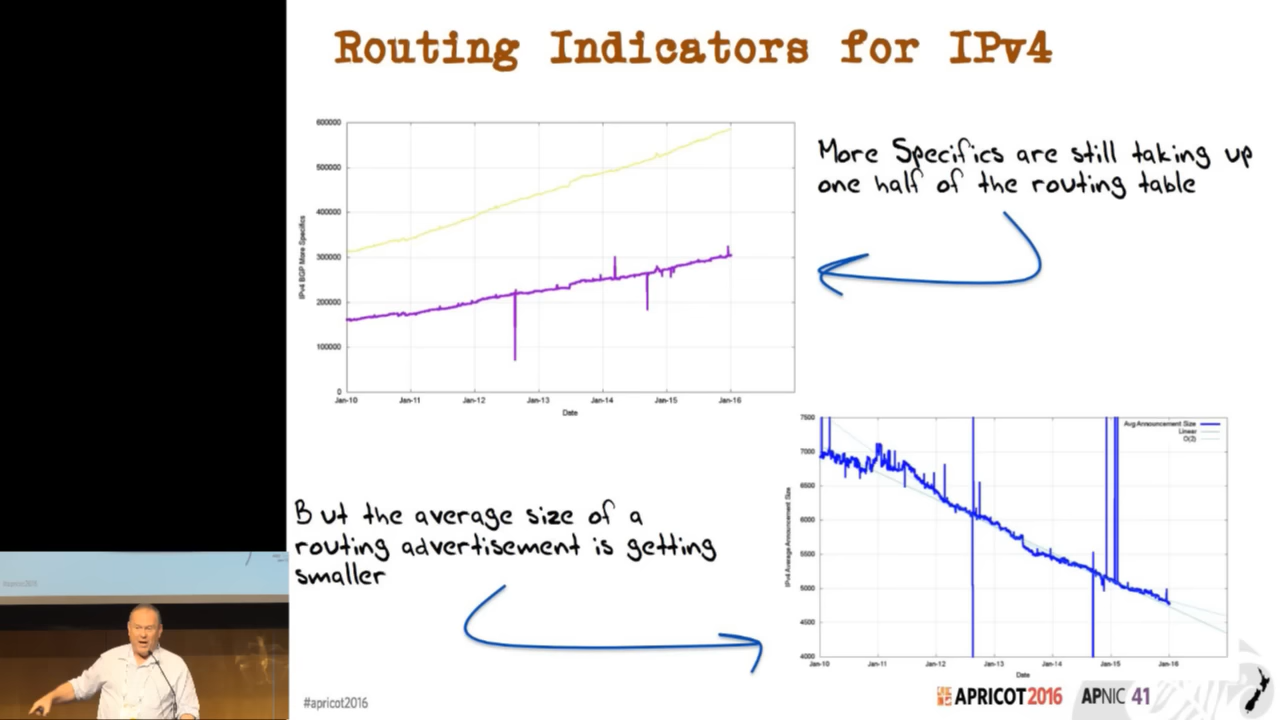 Routing Indicators for IPv4
600000
500000
400000
300000
200000
100000
0
IPv4 BGP More Specifics
Jan-10 Jan-11 Jan-12 Jan-13 Jan-14 Jan-15 Jan-16
Date
More Specifics are still taking up
one half of the routing table
But the average size of a
routing advertisement is getting
smaller
7500
7000
6500
6000
5500
5000
4500
4000
IPv4 Average Announcement Size
Avg Announcement Size
Linear
O(2)
Jan-10 Jan-11 Jan-12 Jan-13 Jan-14 Jan-15 Jan-16
Date
#apricot2016
#apricot2016
APRICOT 2016 APNIC 41